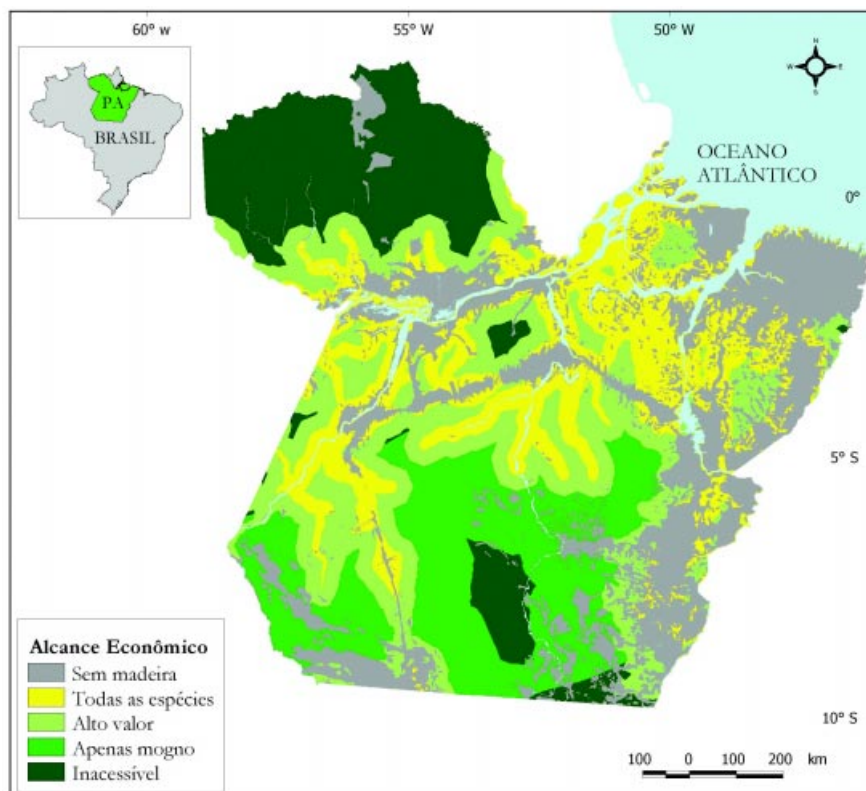 60° W
55° W
50° W
N
W
E
S
PA
BRASIL
OCEANO
ATLÂNTICO
0°
5° S
10° S
Alcance Econômico
Sem madeira
Todas as espécies
Alto valor
Apenas mogno
Inacessível
100 0 100 200 km